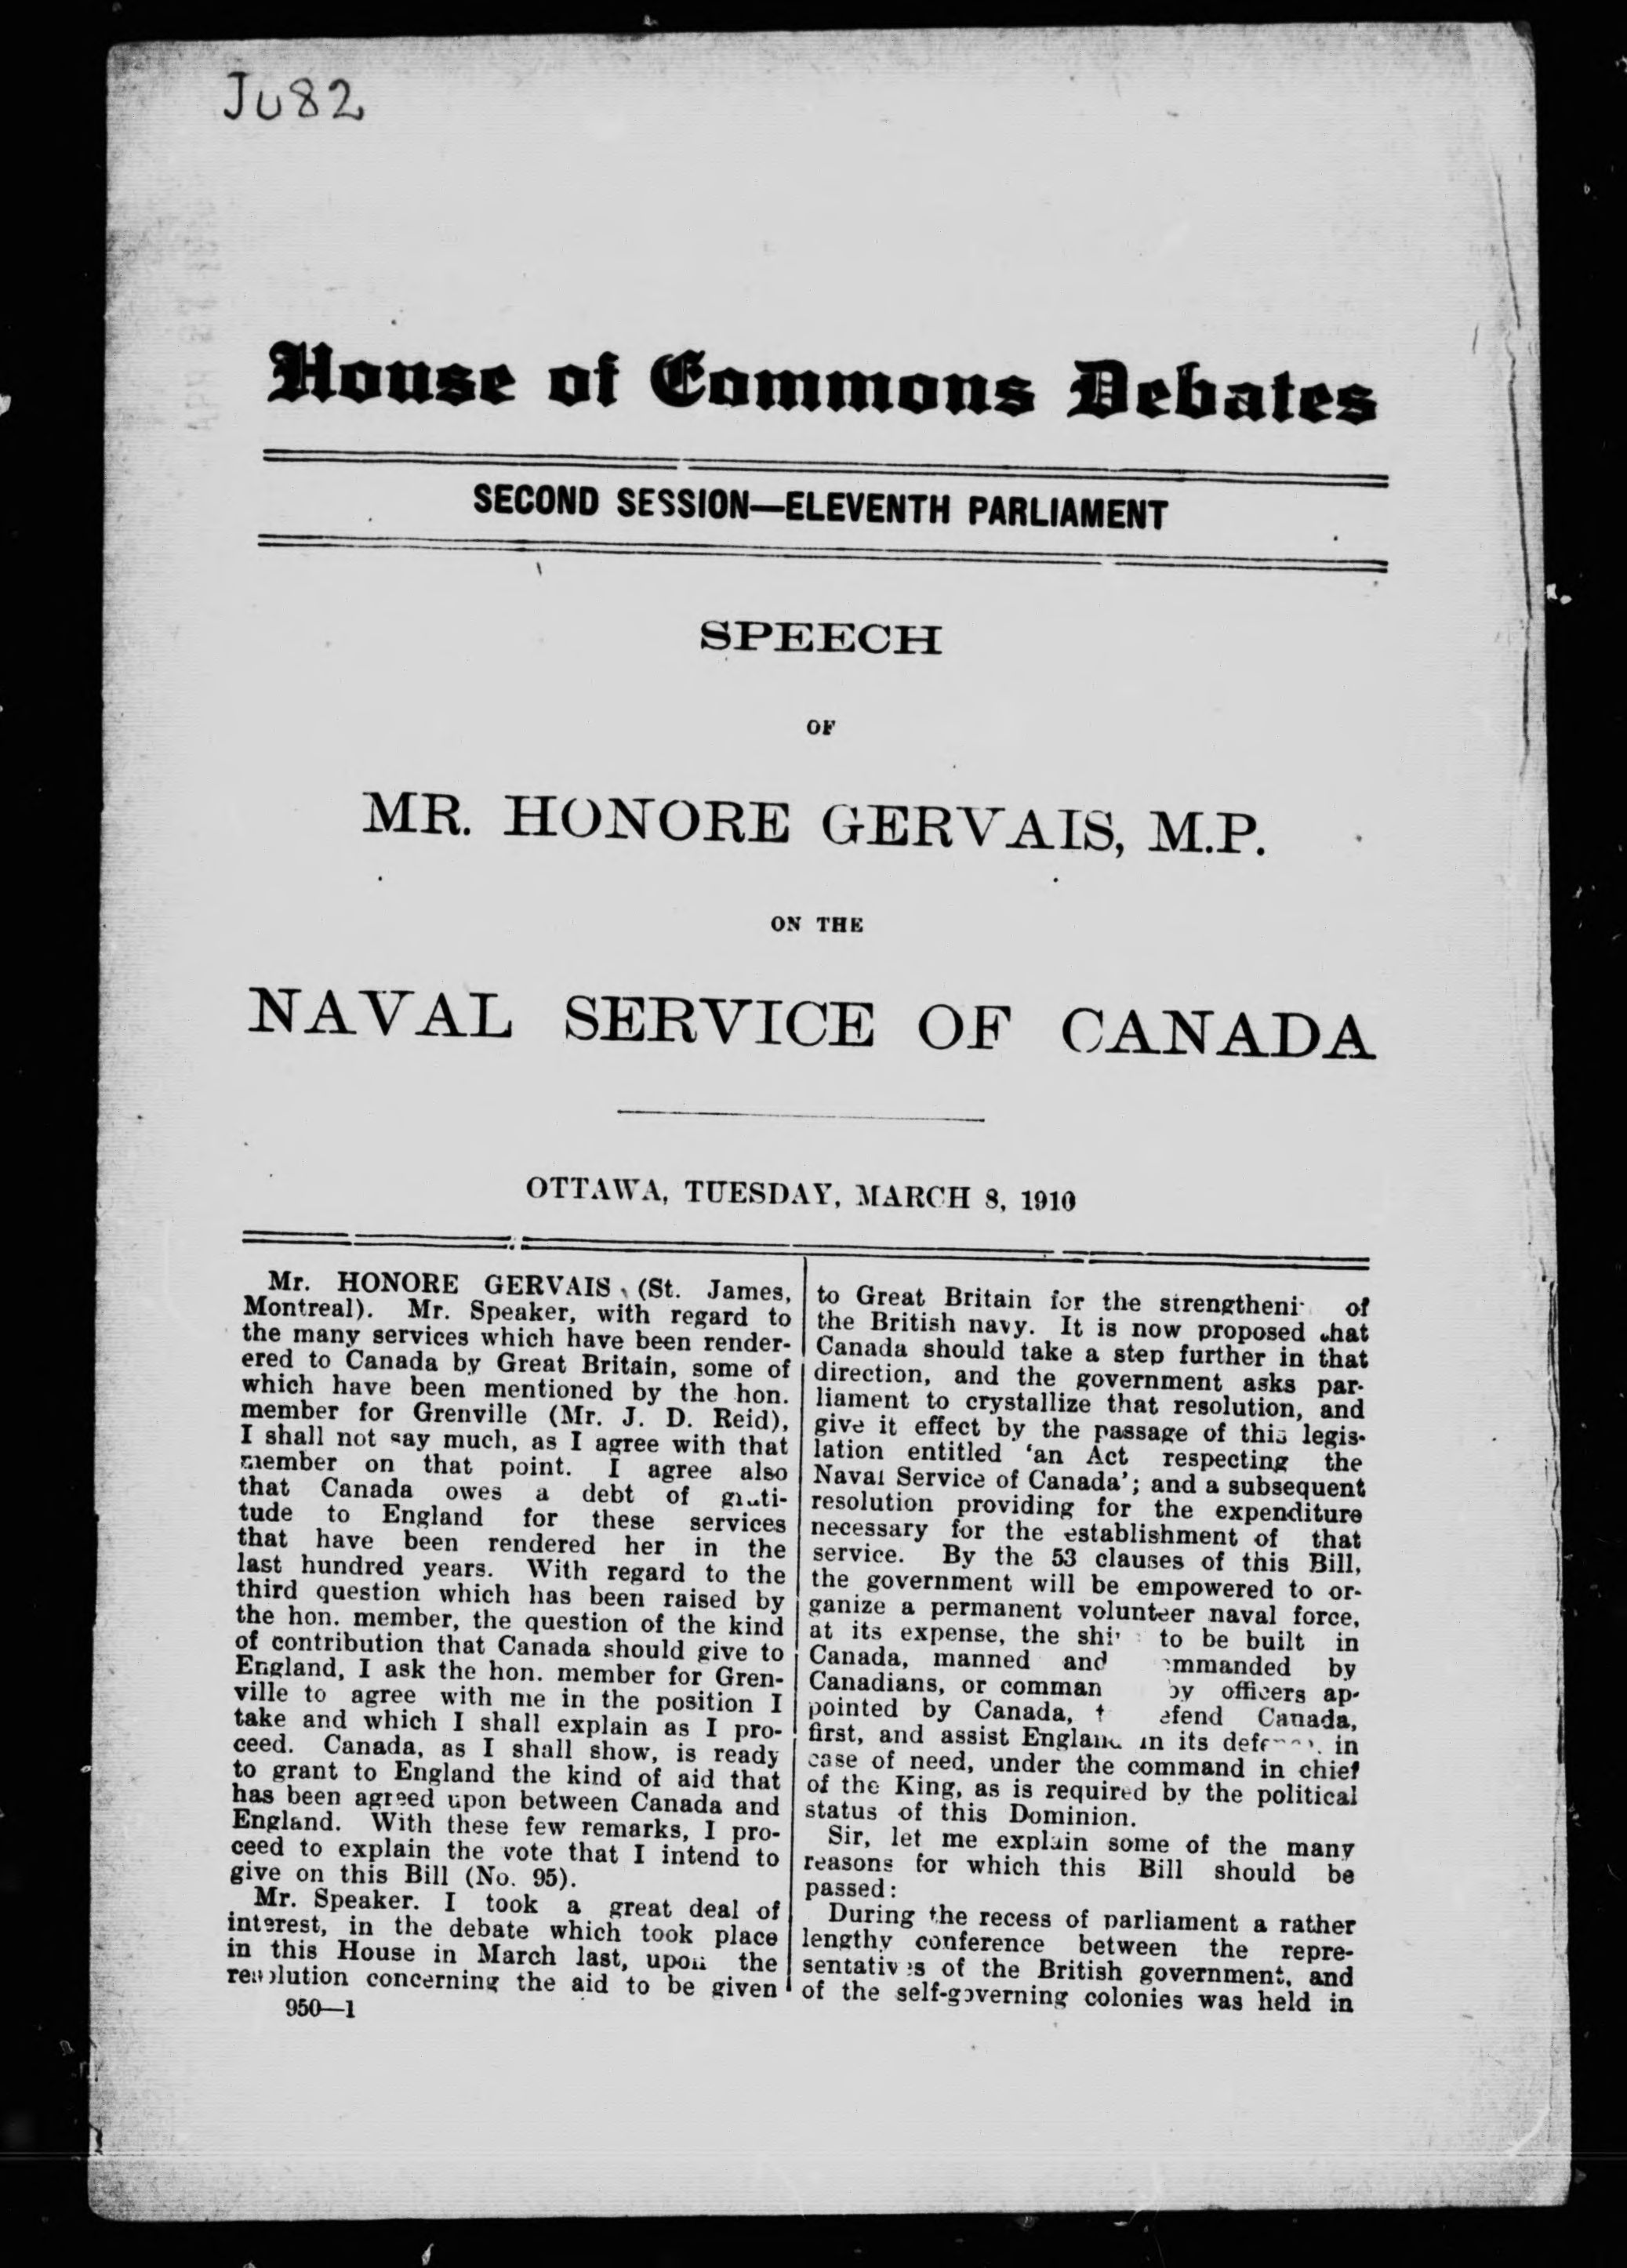 JU82
House of Commons Debates
SECOND SESSION—ELEVENTH PARLIAMENT
SPEECH
OF
MR. HONORE GERVAIS, M.P.
ON THE
NAVAL SERVICE OF CANADA
OTTAWA, TUESDAY, MARCH 8, 1910
Mr. HONORE GERVAIS (St. James,
Montreal). Mr. Speaker, with regard to
the many services which have been render-
ered to Canada by Great Britain, some of
which have been mentioned by the hon.
member for Grenville (Mr. J. D. Reid),
I shall not say much, as I agree with that
member on that point. I agree also
that Canada owes a debt of grati-
tude to England for these services
that have been rendered her in the
last hundred years. With regard to the
third question which has been raised by
the hon. member, the question of the kind
of contribution that Canada should give to
England, I ask the hon. member for Gren-
ville to agree with me in the position I
take and which I shall explain as I pro-
ceed. Canada, as I shall show, is ready
to grant to England the kind of aid that
has been agreed upon between Canada and
England. With these few remarks, I pro-
ceed to explain the vote that I intend to
give on this Bill (No. 95).
Mr. Speaker. I took a great deal of
interest, in the debate which took place
in this House in March last, upon the
resolution concerning the aid to be given
950—1
to Great Britain for the strengtheni of
the British navy. It is now proposed that
Canada should take a step further in that
direction, and the government asks par-
liament to crystallize that resolution, and
give it effect by the passage of this legis-
lation entitled 'an Act respecting the
Naval Service of Canada'; and a subsequent
resolution providing for the expenditure
necessary for the establishment of that
service. By the 53 clauses of this Bill,
the government will be empowered to or-
ganize a permanent volunteer naval force,
at its expense, the shi to be built in
Canada, manned and mmanded by
Canadians, or comman by officers ap-
pointed by Canada, efend Canada,
first, and assist England in its defense, in
case of need, under the command in chief
of the King, as is required by the political
status of this Dominion.
Sir, let me explain some of the many
reasons for which this Bill should be
passed:
During the recess of parliament a rather
lengthy conference between the repre-
sentatives of the British government, and
of the self-governing colonies was held in